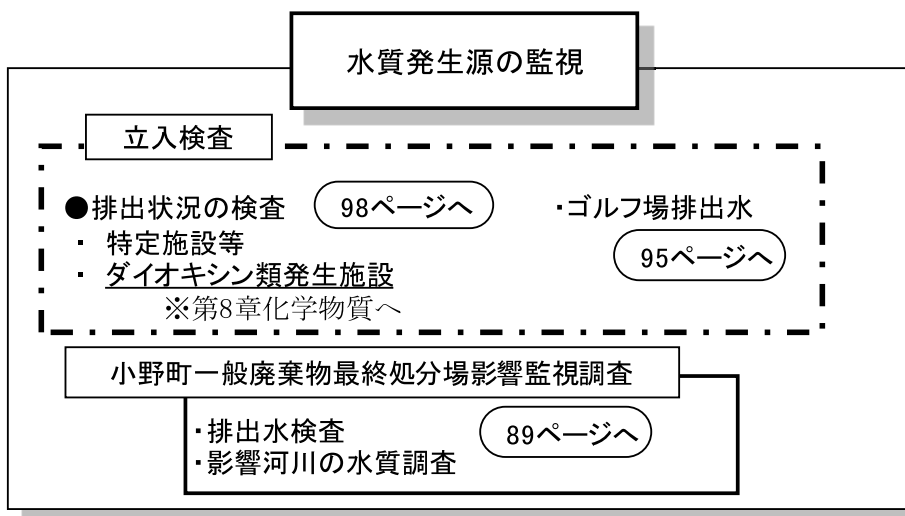 水質発生源の監視
立入検査
●排出状況の検査 98ページへ
・ 特定施設等
・ ダイオキシン類発生施設
※第8章化学物質へ
・ゴルフ場排出水
95ページへ
小野町一般廃棄物最終処分場影響監視調査
・排出水検査
・影響河川の水質調査
89ページへ